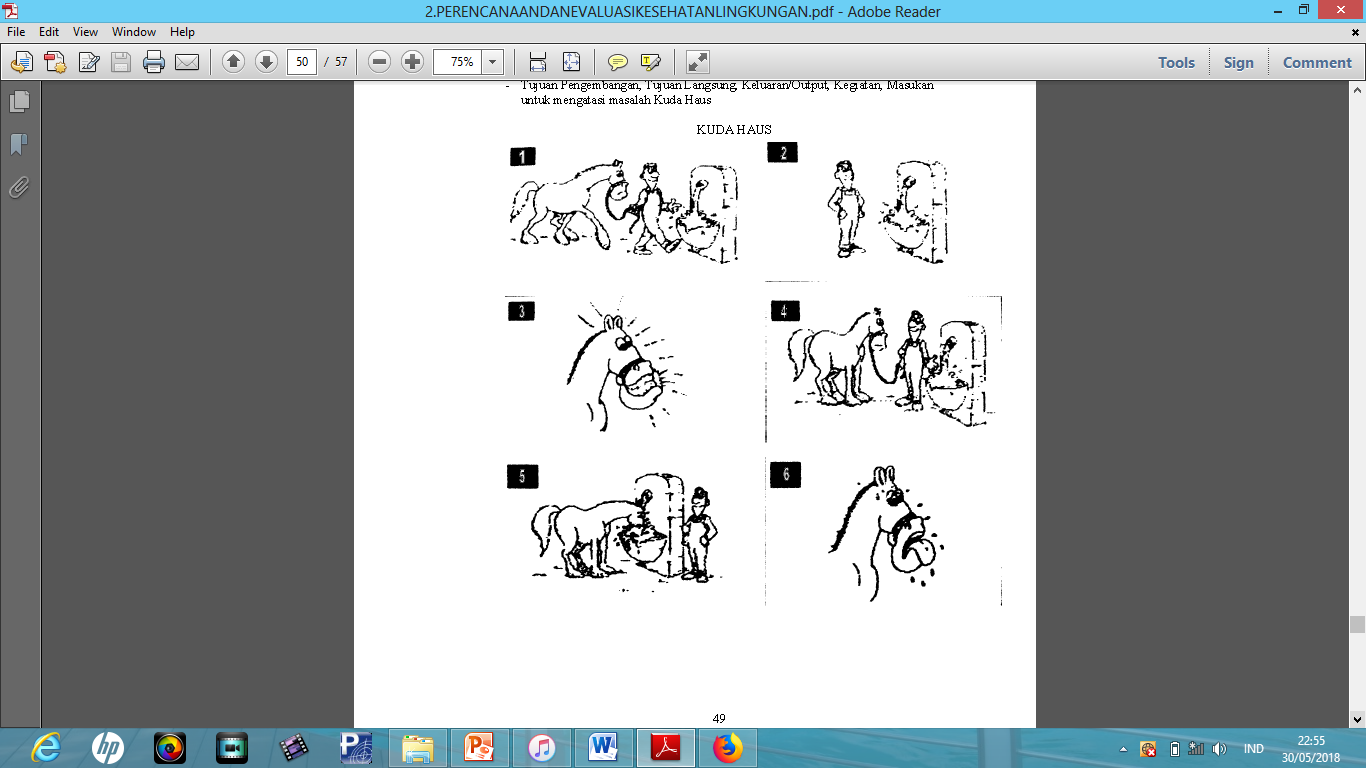 2.PERENCANAANDANEVALUASIKESEHATANLINGKUNGAN.pdf - Adobe Reader
File Edit View Window Help
50 / 57 75% Tools Sign Comment
- Tujuan Pengembangan, Tujuan Langsung, Keluaran/Output, Kegiatan, Masukan
untuk mengatasi masalah Kuda Haus
KUDA HAUS
1 2
3 4
5 6
49
IND 22:55
30/05/2018